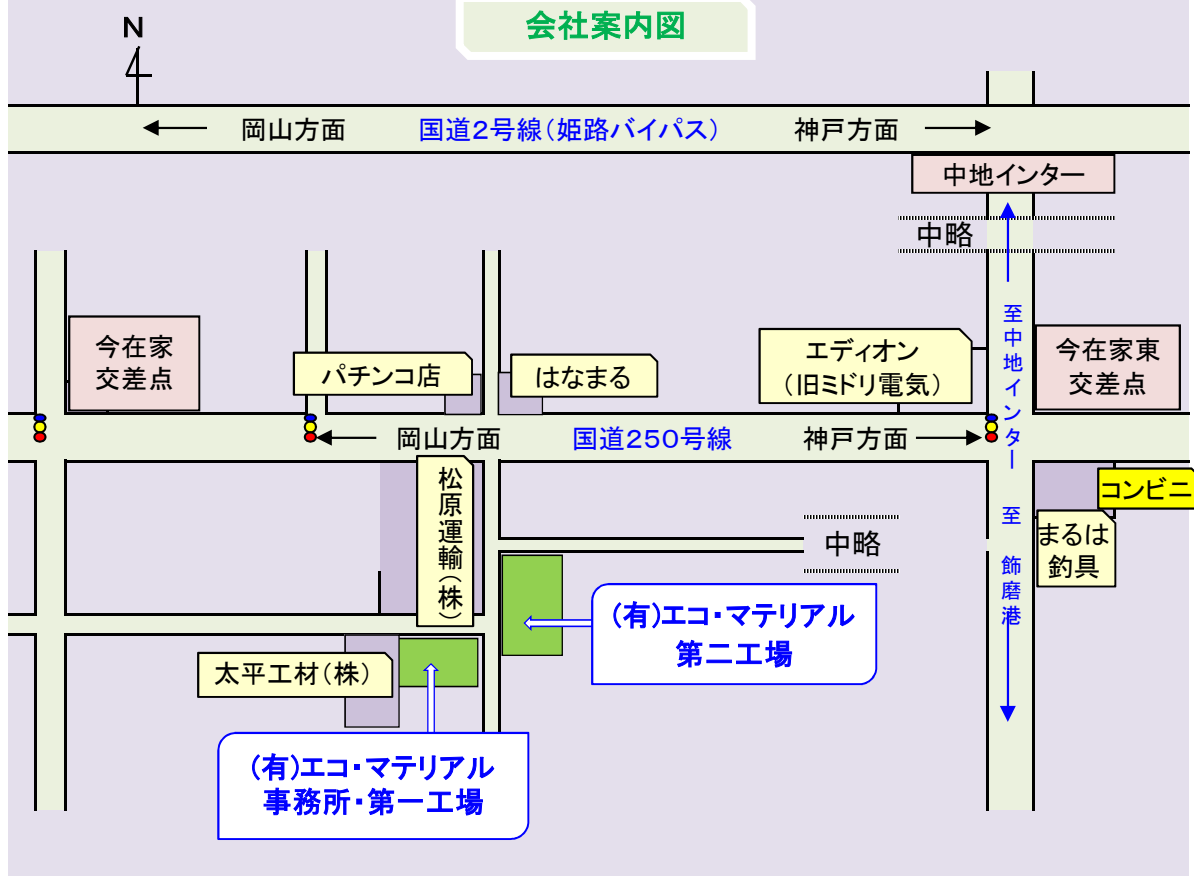 会社案内図
N
岡山方面
国道2号線(姫路バイパス)
神戸方面
中地インター
中略
至中地インター
今在家
交差点
パチンコ店
はなまる
エディオン
(旧ミドリ電気)
今在家東
交差点
岡山方面
国道250号線
神戸方面
松原運輸(株)
コンビニ
至 飾磨港
まるは
釣具
中略
(有)エコ・マテリアル
第二工場
太平工材(株)
(有)エコ・マテリアル
事務所・第一工場